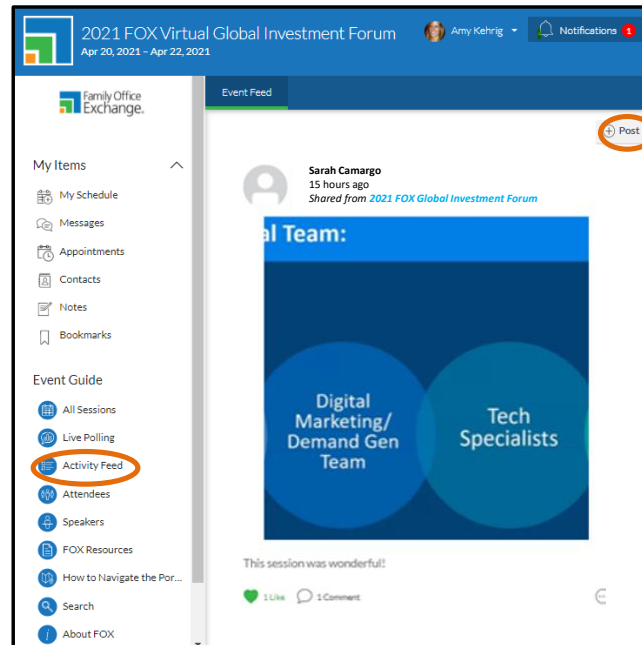 2021 FOX Virtual Global Investment Forum
Apr 20, 2021 – Apr 22, 2021
Amy Kehrig
Notifications 1
Family Office
Exchange.
Event Feed
Post
My Items
My Schedule
Messages
Appointments
Contacts
Notes
Bookmarks
Event Guide
All Sessions
Live Polling
Activity Feed
Attendees
Speakers
FOX Resources
How to Navigate the Por...
Search
About FOX
Sarah Camargo
15 hours ago
Shared from 2021 FOX Global Investment Forum
al Team:
Digital
Marketing/
Demand Gen
Team
Tech
Specialists
This session was wonderful!
1 Like
1 Comment